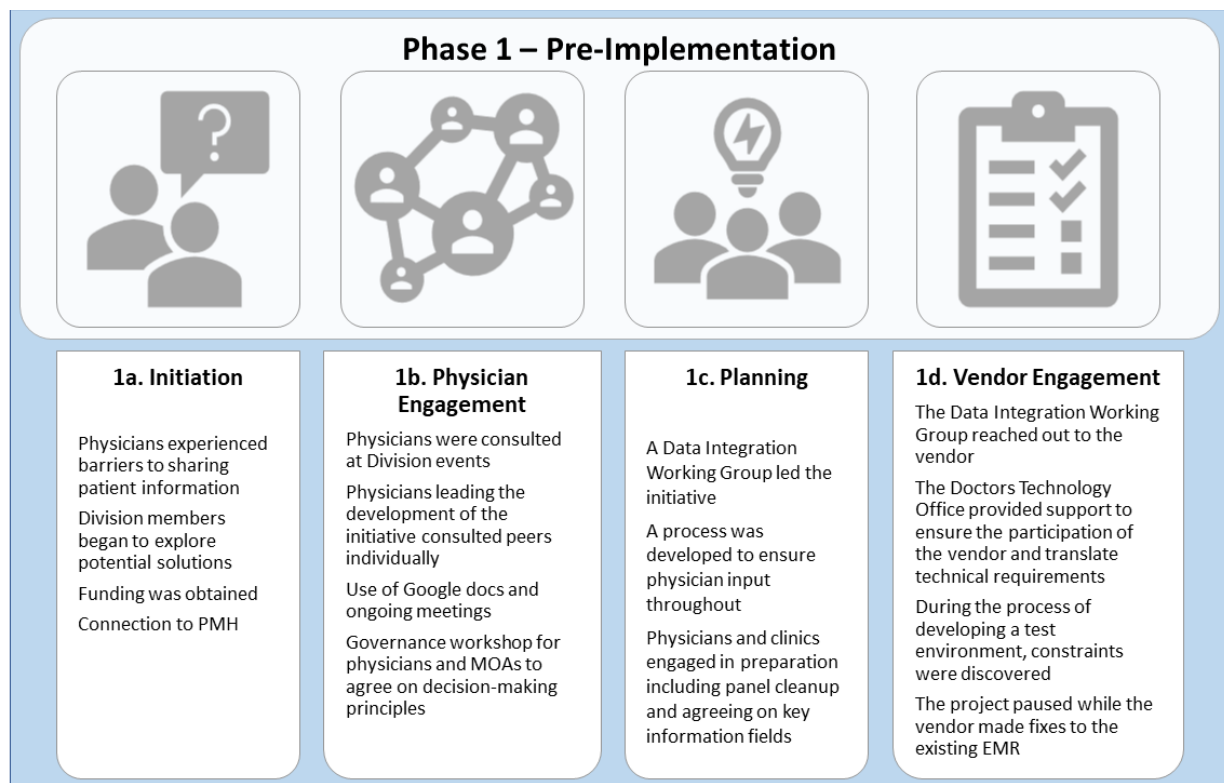 Phase 1 – Pre-Implementation
?
1a. Initiation
Physicians experienced
barriers to sharing
patient information
Division members
began to explore
potential solutions
Funding was obtained
Connection to PMH
1b. Physician
Engagement
Physicians were consulted
at Division events
Physicians leading the
development of the
initiative consulted peers
individually
Use of Google docs and
ongoing meetings
Governance workshop for
physicians and MOAs to
agree on decision-making
principles
1c. Planning
A Data Integration
Working Group led the
initiative
A process was
developed to ensure
physician input
throughout
Physicians and clinics
engaged in preparation
including panel cleanup
and agreeing on key
information fields
1d. Vendor Engagement
The Data Integration Working
Group reached out to the
vendor
The Doctors Technology
Office provided support to
ensure the participation of
the vendor and translate
technical requirements
During the process of
developing a test
environment, constraints
were discovered
The project paused while the
vendor made fixes to the
existing EMR